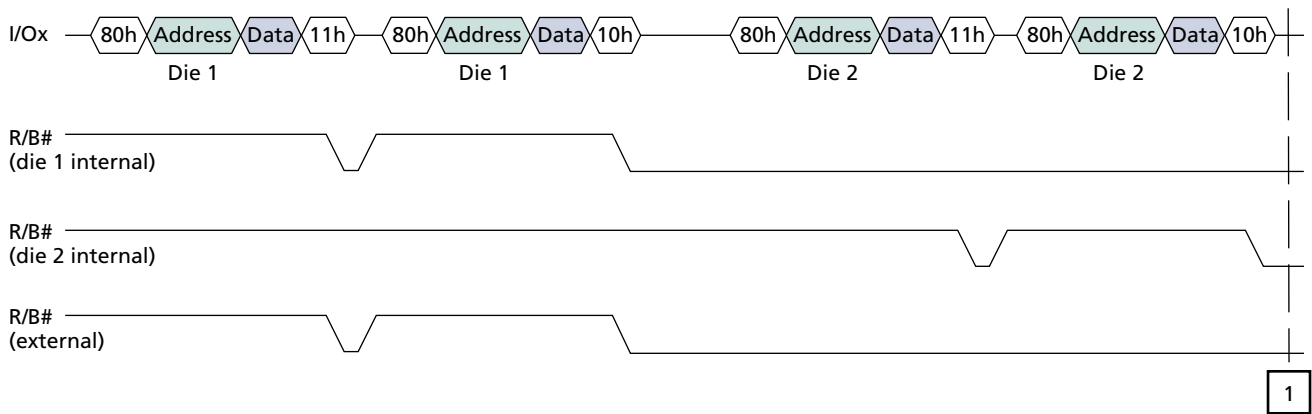 I/Ox 80h Address Data 11h 80h Address Data 10h 80h Address Data 11h 80h Address Data 10h
Die 1 Die 1 Die 2 Die 2
R/B#
(die 1 internal)
R/B#
(die 2 internal)
R/B#
(external)
1